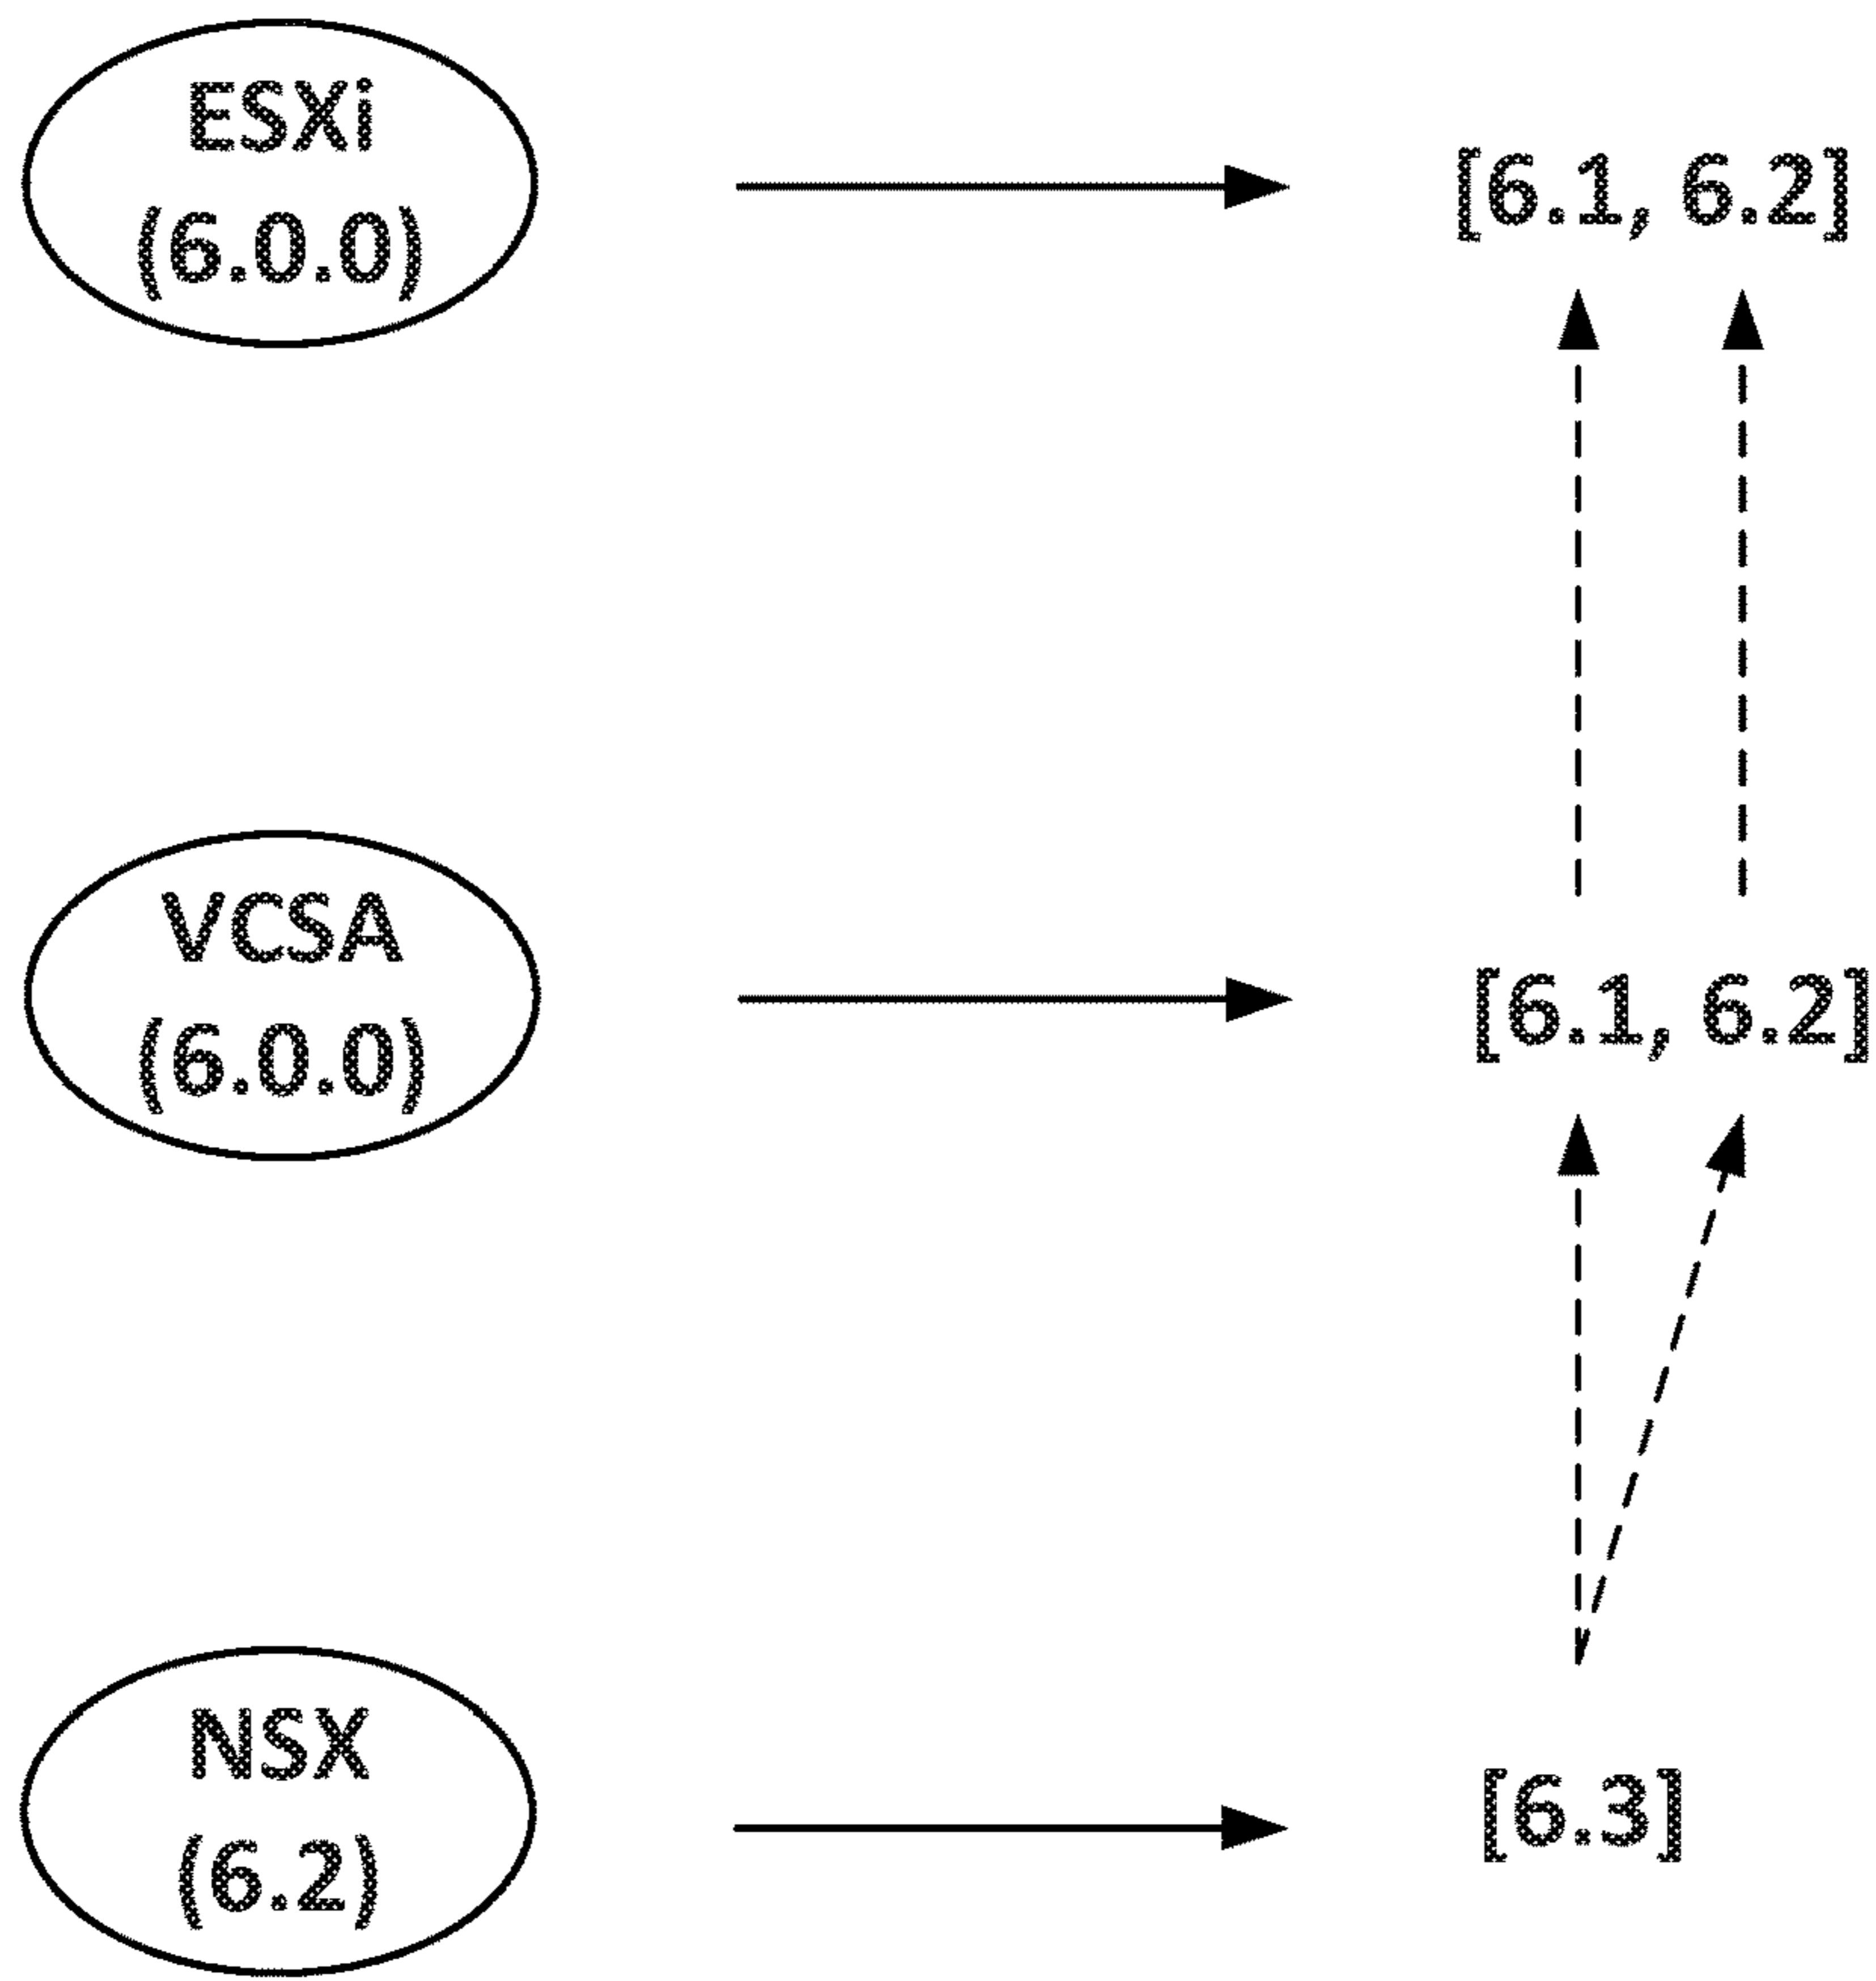 ESXi
(6.0.0)
[6.1, 6.2]
VCSA
(6.0.0)
[6.1, 6.2]
NSX
(6.2)
[6.3]